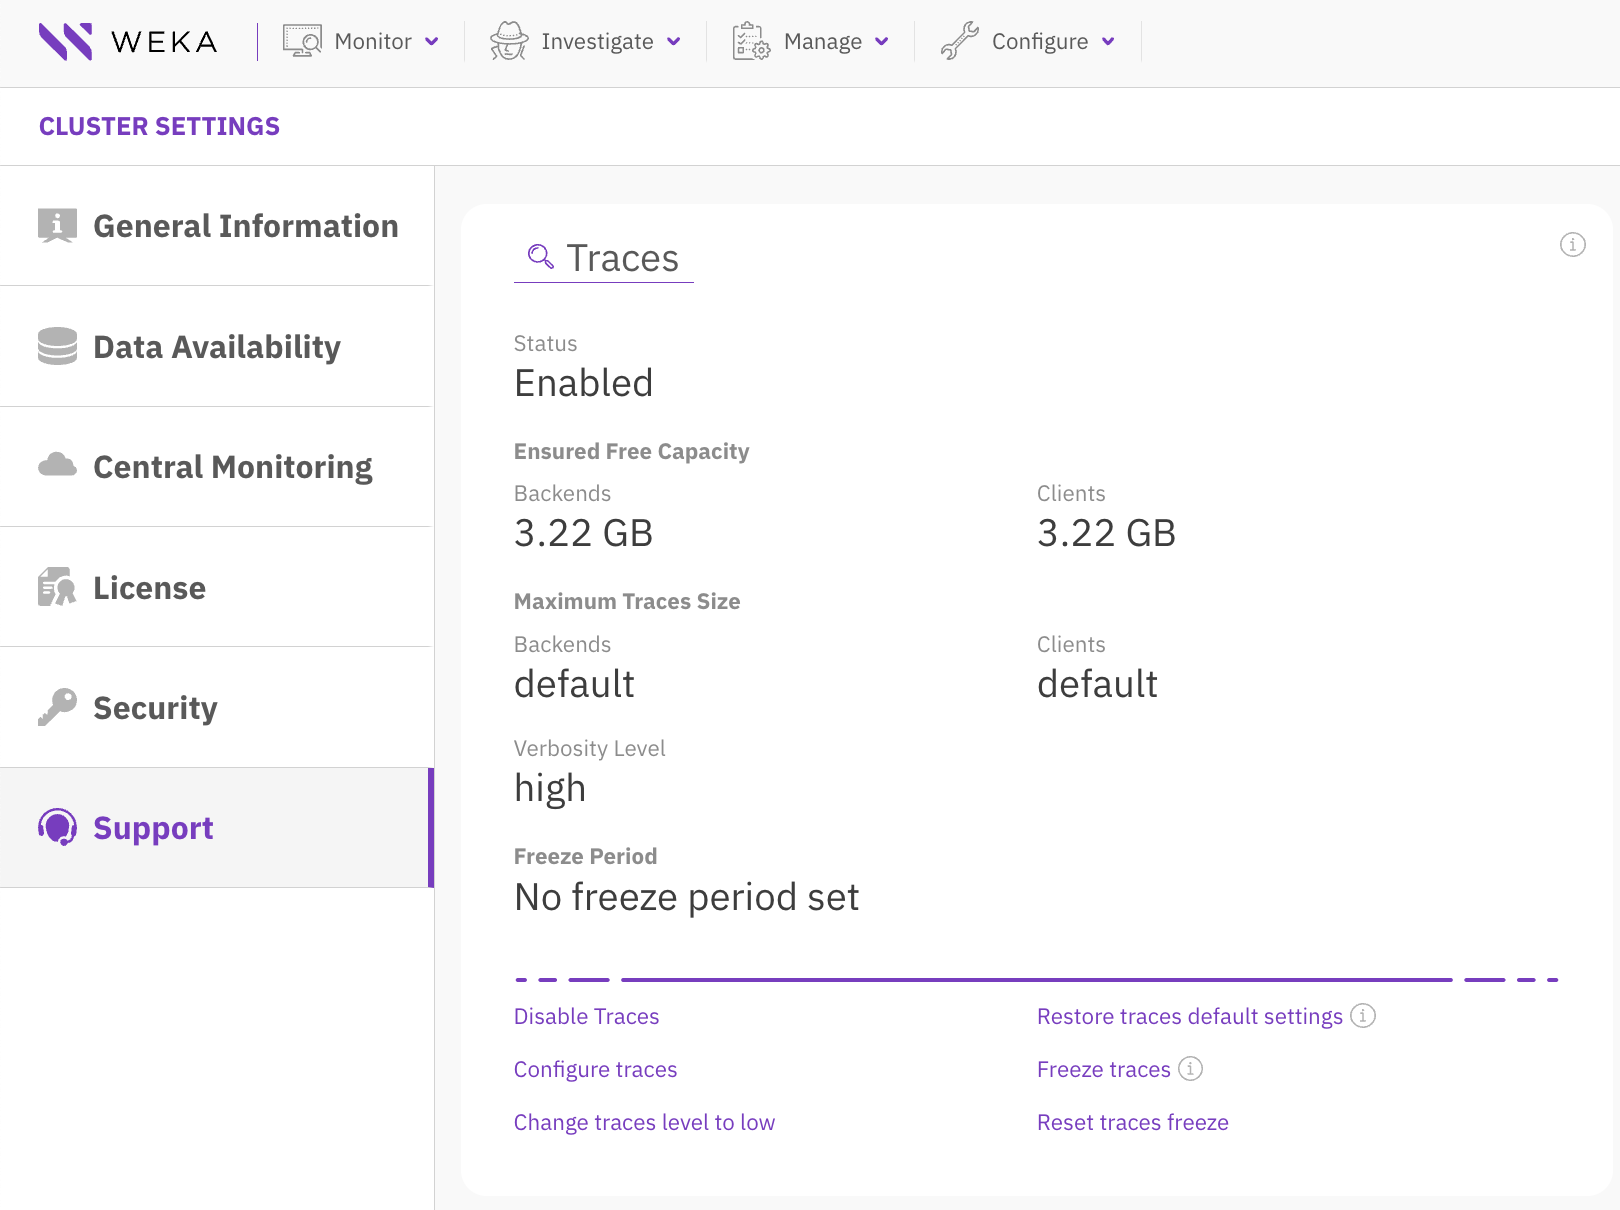 WEKA
Monitor
Investigate
Manage
Configure
CLUSTER SETTINGS
General Information
Data Availability
Central Monitoring
License
Security
Support
Traces
Status
Enabled
Ensured Free Capacity
Backends
3.22 GB
Clients
3.22 GB
Maximum Traces Size
Backends
default
Clients
default
Verbosity Level
high
Freeze Period
No freeze period set
Disable Traces
Restore traces default settings
Configure traces
Freeze traces
Change traces level to low
Reset traces freeze